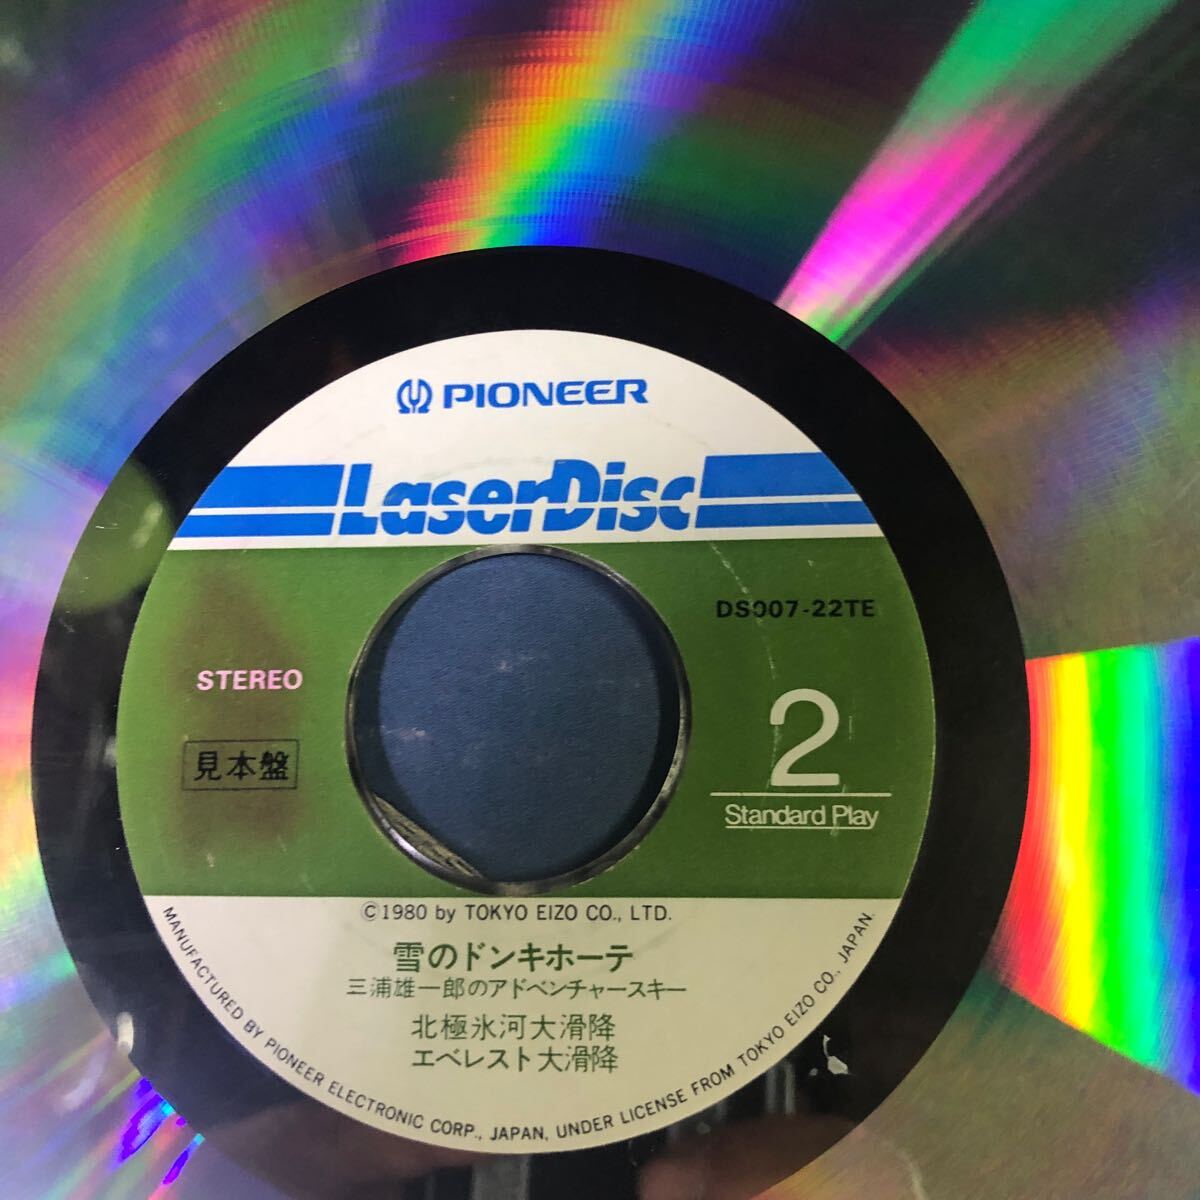 PIONEER
LaserDisc
DS007-22TE
STEREO
見本盤
2
Standard Play
©1980 by TOKYO EIZO CO., LTD.
雪のドンキホーテ
三浦雄一郎のアドベンチャースキー
北極氷河大滑降
エベレスト大滑降
MANUFACTURED BY PIONEER ELECTRONIC CORP., JAPAN, UNDER LICENSE FROM TOKYO EIZO CO., JAPAN.